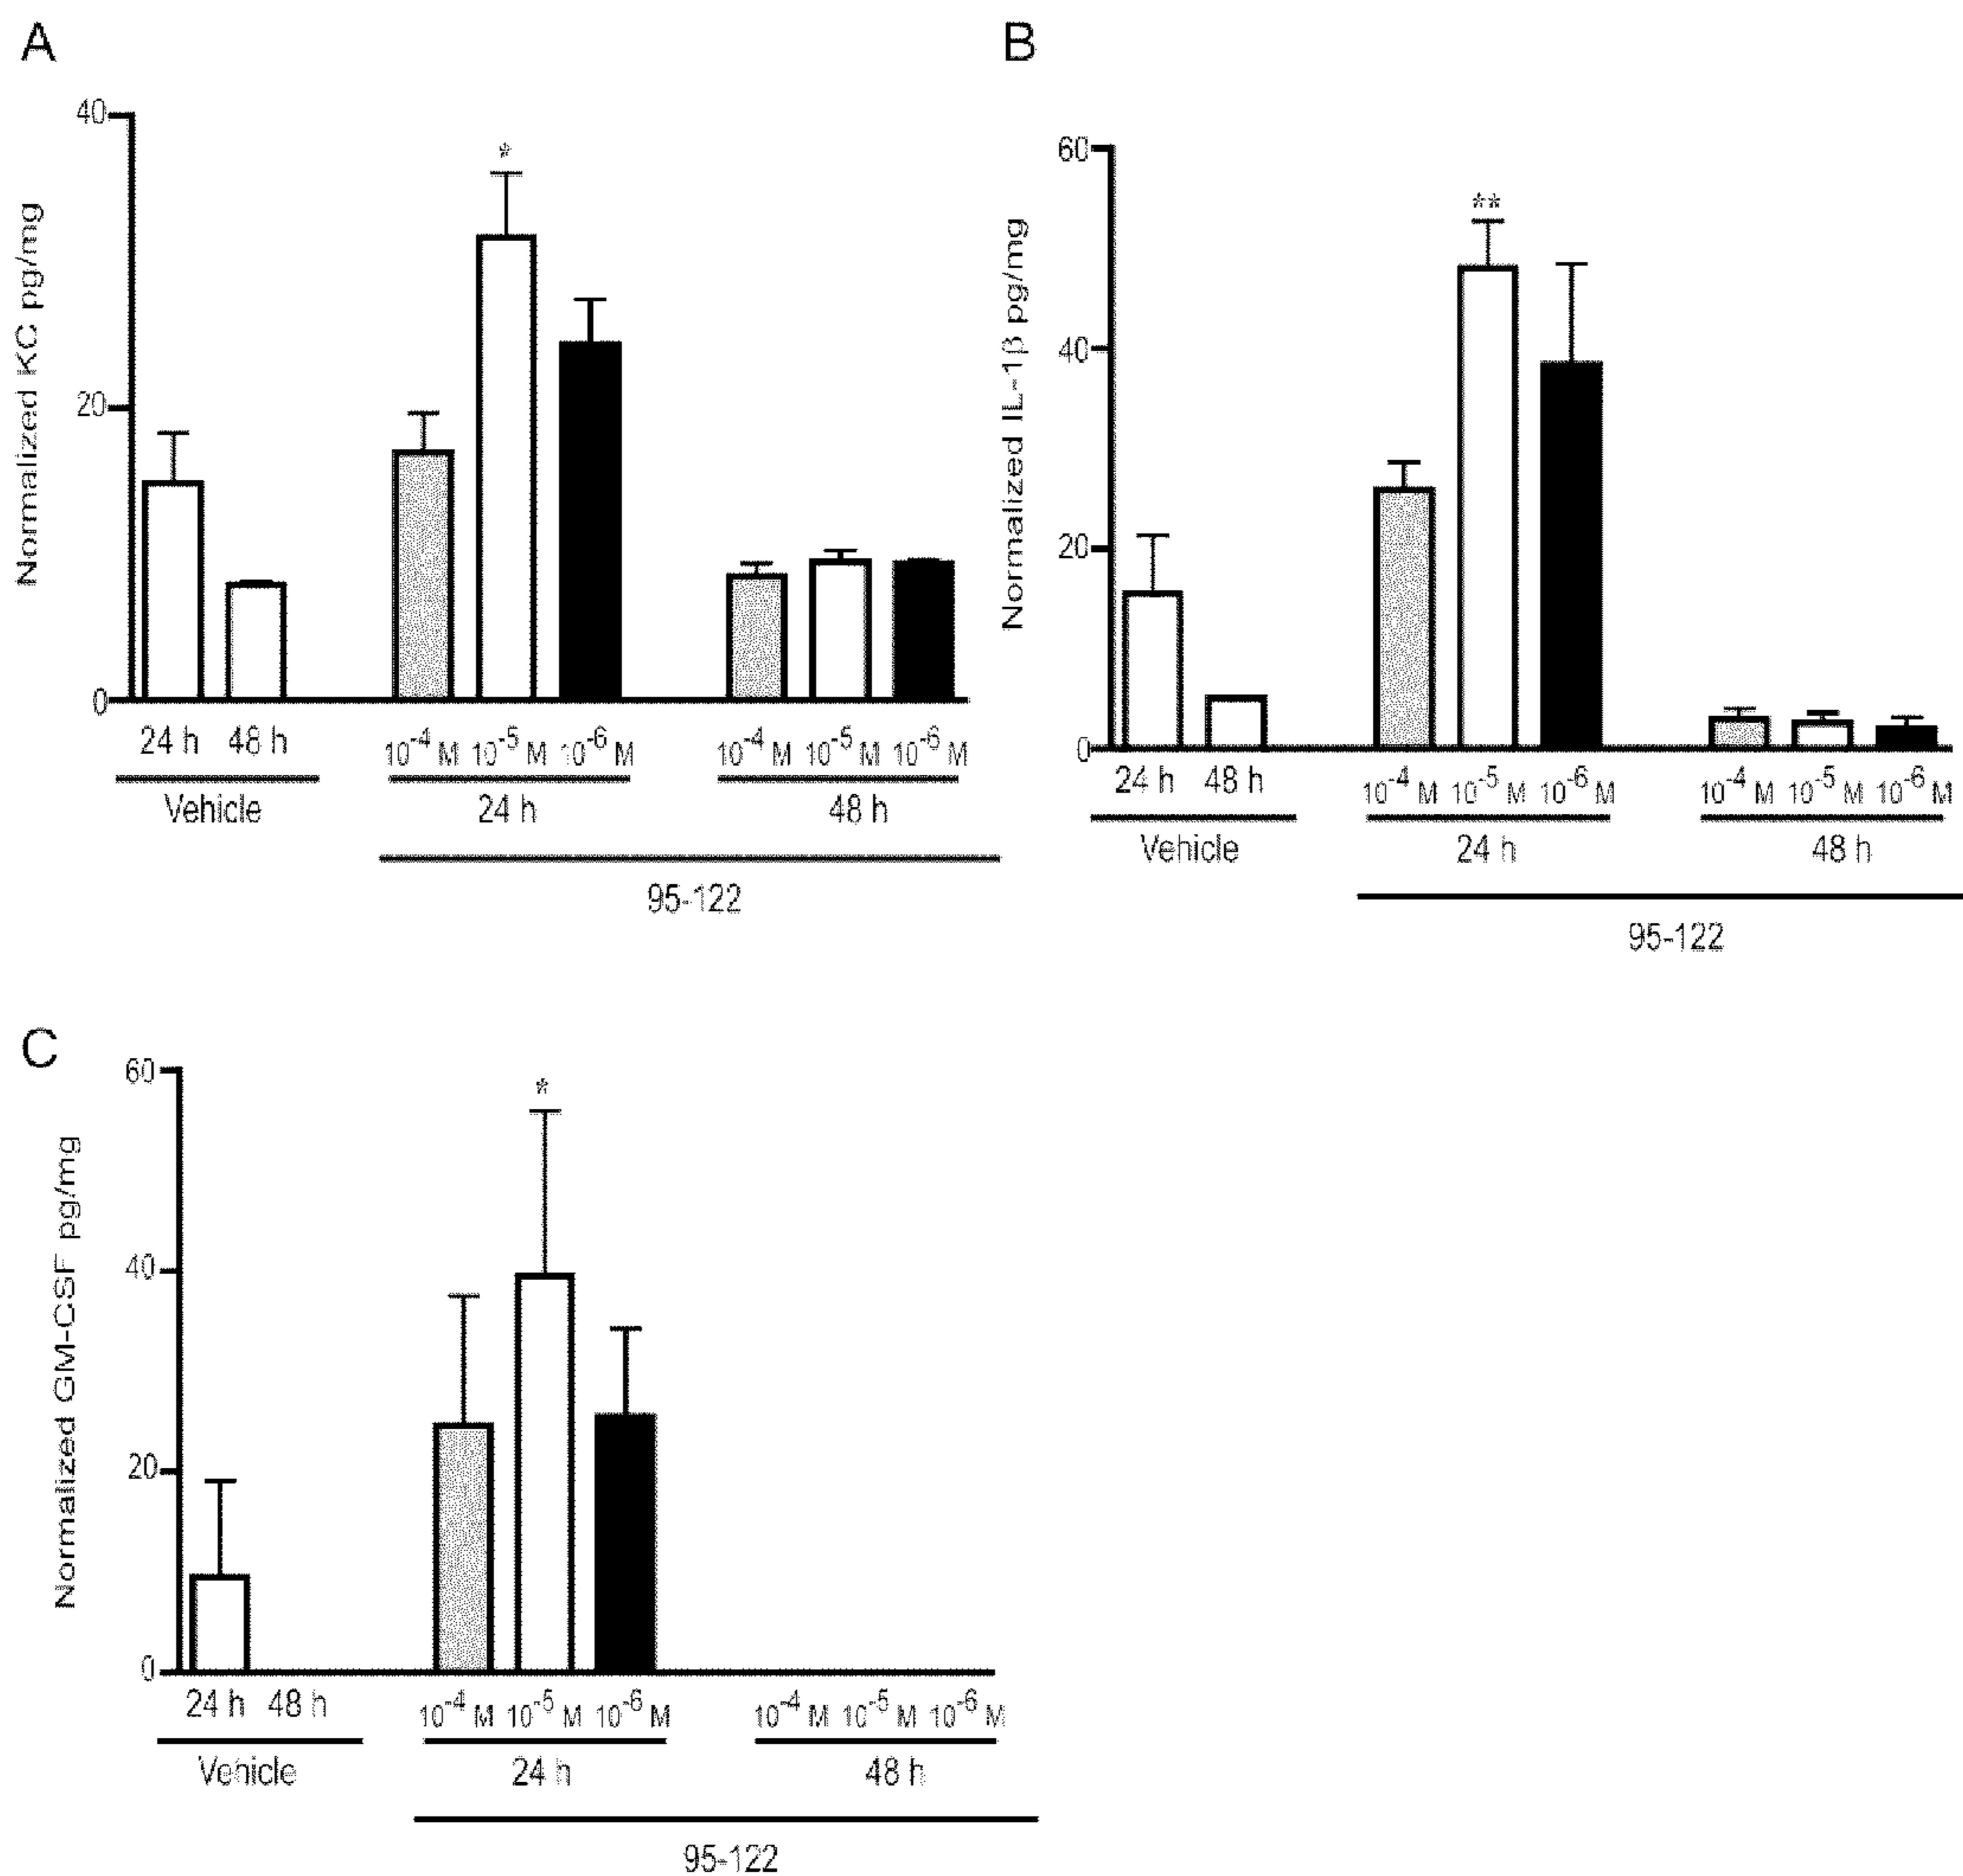 A
Normalized KC pg/mg
40
20
0
*
24 h 48 h
10-4 M 10-5 M 10-6 M
10-4 M 10-5 M 10-6 M
Vehicle
24 h
48 h
95-122
B
Normalized IL-1β pg/mg
60
40
20
0
**
24 h 48 h
10-4 M 10-5 M 10-6 M
10-4 M 10-5 M 10-6 M
Vehicle
24 h
48 h
95-122
C
Normalized GM-CSF pg/mg
60
40
20
0
*
24 h 48 h
10-4 M 10-5 M 10-6 M
10-4 M 10-5 M 10-6 M
Vehicle
24 h
48 h
95-122